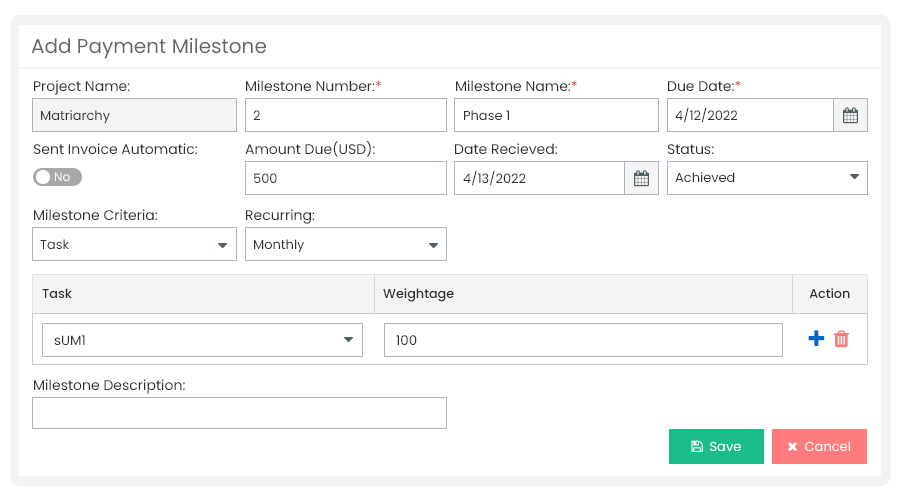 Add Payment Milestone
Project Name: Milestone Number:* Milestone Name:* Due Date:*
Matriarchy 2 Phase 1 4/12/2022
Sent Invoice Automatic: Amount Due(USD): Date Recieved: Status:
No 500 4/13/2022 Achieved
Milestone Criteria: Recurring:
Task Monthly
Task Weightage Action
sUM1 100
Milestone Description:
Save Cancel